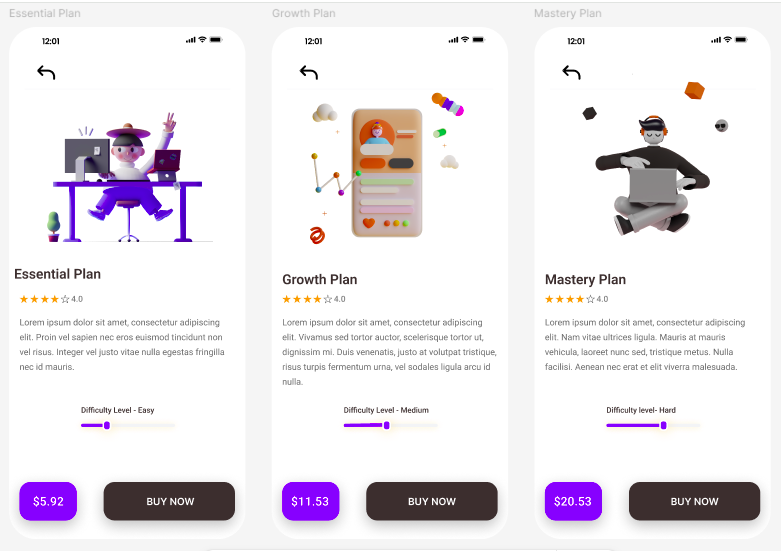 Essential Plan
12:01
Essential Plan
4.0
Lorem ipsum dolor sit amet, consectetur adipiscing
elit. Proin vel sapien nec eros euismod tincidunt non
vel risus. Integer vel justo vitae nulla egestas fringilla
nec id mauris.
Difficulty Level - Easy
$5.92
BUY NOW
Growth Plan
12:01
Growth Plan
4.0
Lorem ipsum dolor sit amet, consectetur adipiscing
elit. Vivamus sed tortor auctor, scelerisque tortor ut,
dignissim mi. Duis venenatis, justo at volutpat tristique,
risus turpis fermentum urna, vel sodales ligula arcu id
nulla.
Difficulty Level - Medium
$11.53
BUY NOW
Mastery Plan
12:01
Mastery Plan
4.0
Lorem ipsum dolor sit amet, consectetur adipiscing
elit. Nam vitae ultrices ligula. Mauris at mauris
vehicula, laoreet nunc sed, tristique metus. Nulla
facilisi. Aenean nec erat et elit viverra malesuada.
Difficulty level- Hard
$20.53
BUY NOW